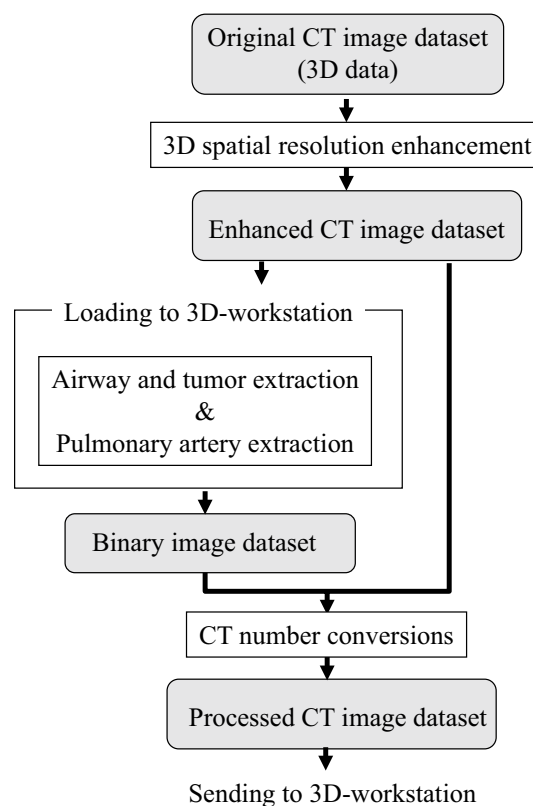 Original CT image dataset
(3D data)
3D spatial resolution enhancement
Enhanced CT image dataset
Loading to 3D-workstation
Airway and tumor extraction
&
Pulmonary artery extraction
Binary image dataset
CT number conversions
Processed CT image dataset
Sending to 3D-workstation